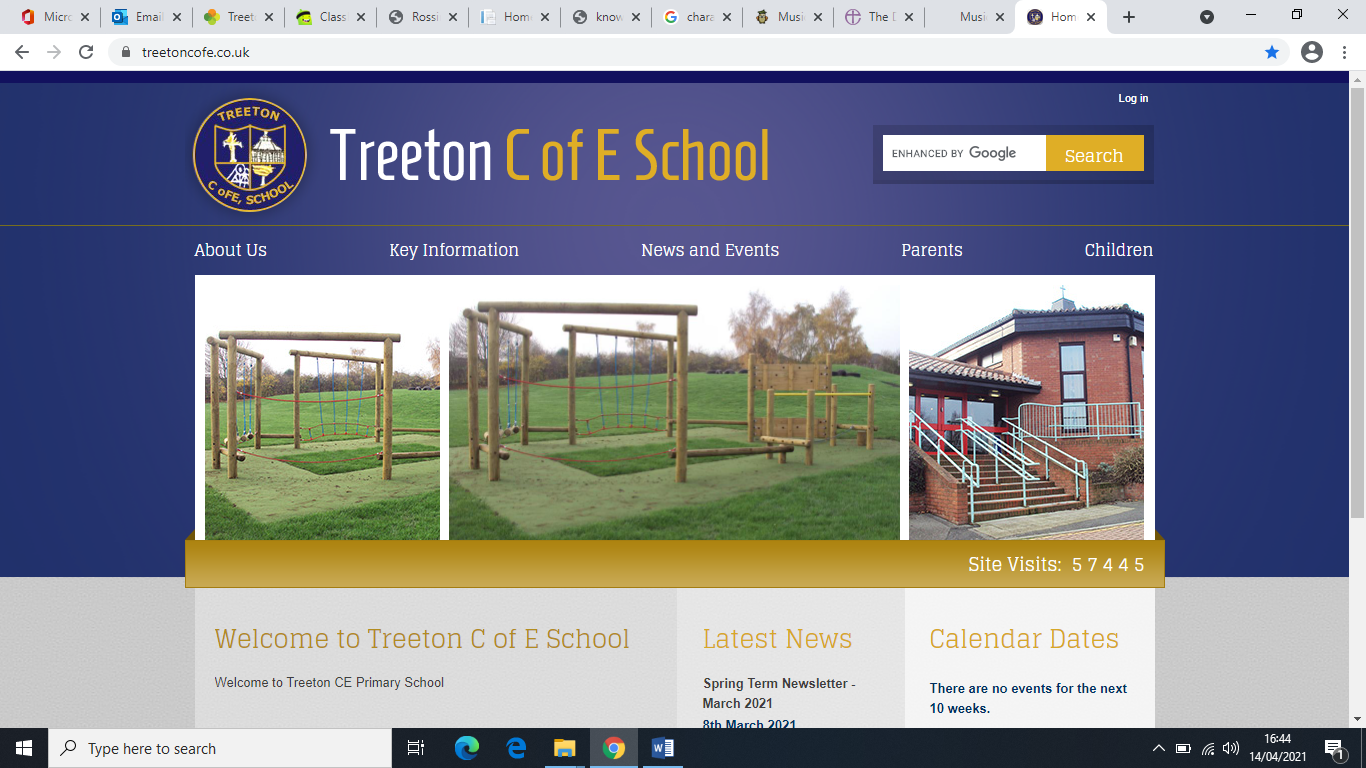 Micro
Email
Treet
Class
Rossi
Home
know
chara
Musi
The D
Music
Hom
treetoncofe.co.uk
Log in
TREETON
C ofE, SCHOOL
Treeton C of E School
ENHANCED BY Google
Search
About Us
Key Information
News and Events
Parents
Children
Site Visits: 5 7 4 4 5
Welcome to Treeton C of E School
Welcome to Treeton CE Primary School
Latest News
Spring Term Newsletter -
March 2021
8th March 2021
Calendar Dates
There are no events for the next
10 weeks.
Type here to search
16:44
14/04/2021
1